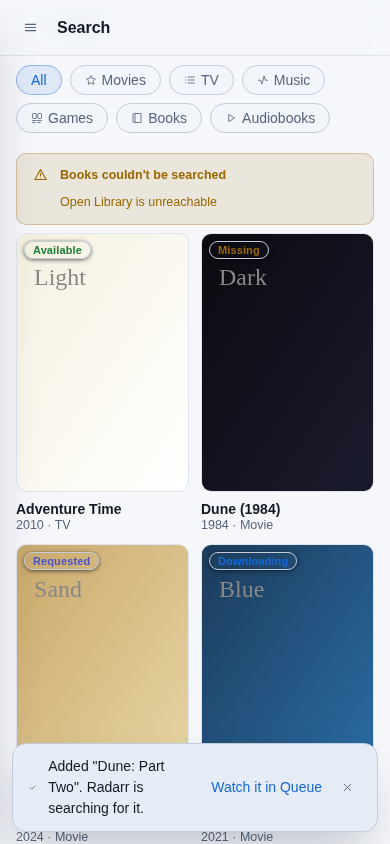 Search
All
Movies
TV
Music
Games
Books
Audiobooks
Books couldn't be searched
Open Library is unreachable
Available
Light
Missing
Dark
Adventure Time
2010 · TV
Dune (1984)
1984 · Movie
Requested
Sand
Downloading
Blue
Added "Dune: Part
Two". Radarr is
searching for it.
Watch it in Queue
2024 · Movie
2021 · Movie